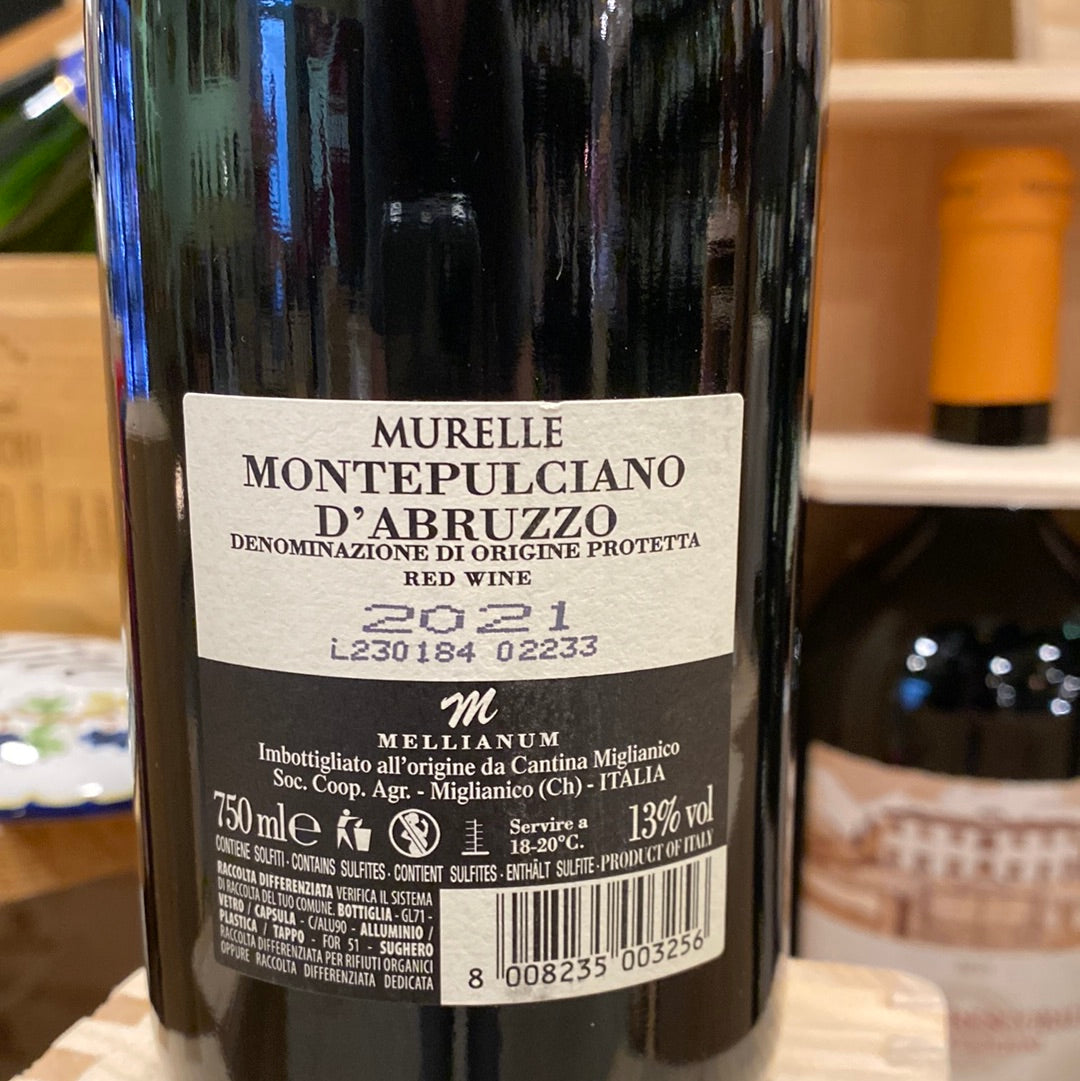 MURELLE
MONTEPULCIANO
D'ABRUZZO
DENOMINAZIONE DI ORIGINE PROTETTA
RED WINE
2021
L230184 02233
m
MELLIANUM
Imbottigliato all'origine da Cantina Miglianico
Soc. Coop. Agr. - Miglianico (Ch) - ITALIA
750 ml e
Servire a
18-20°C.
13% vol
CONTIENE SOLFITI · CONTAINS SULFITES · CONTIENT SULFITES · ENTHÄLT SULFITE · PRODUCT OF ITALY
RACCOLTA DIFFERENZIATA VERIFICA IL SISTEMA
DI RACCOLTA DEL TUO COMUNE. BOTTIGLIA - GL71 -
VETRO / CAPSULA - C/ALU90 - ALLUMINIO /
PLASTICA / TAPPO - FOR 51 - SUGHERO
RACCOLTA DIFFERENZIATA PER RIFIUTI ORGANICI
OPPURE RACCOLTA DIFFERENZIATA DEDICATA
8 008235 003256